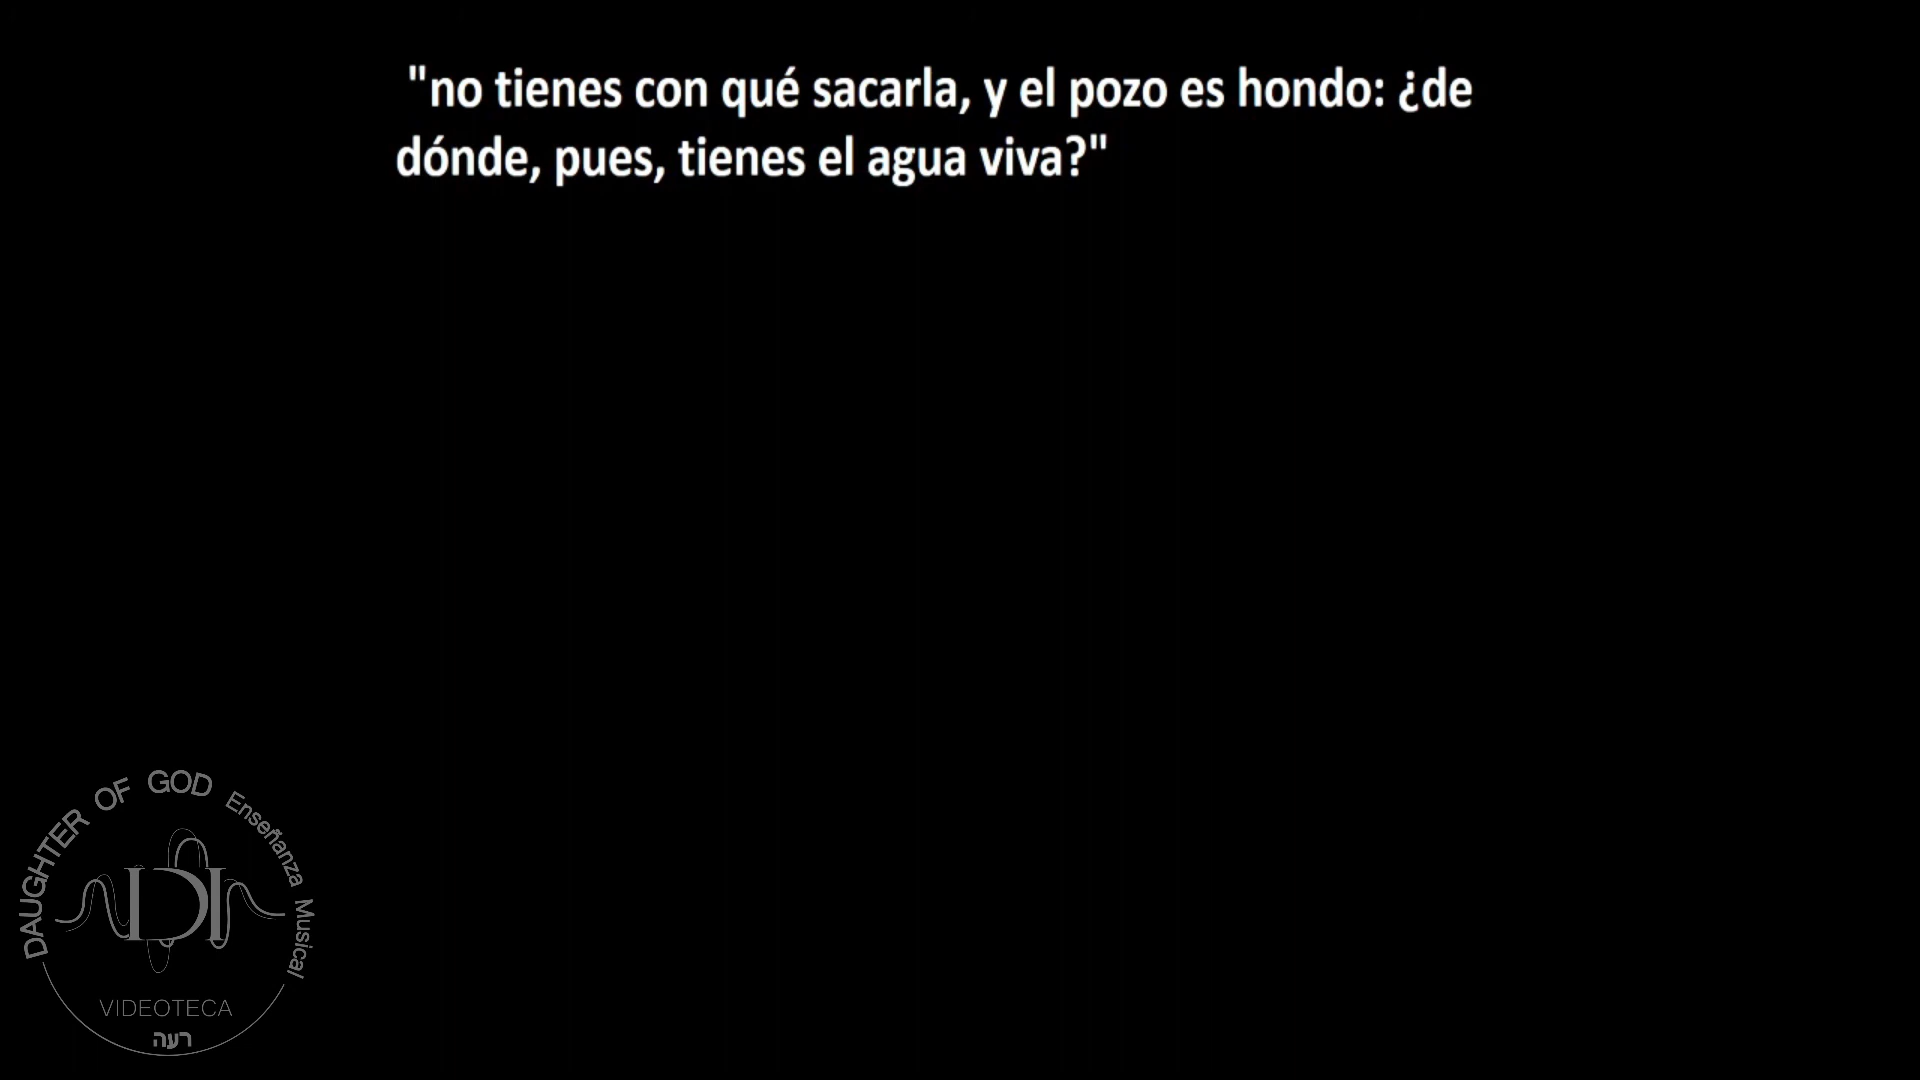 "no tienes con qué sacarla, y el pozo es hondo: ¿de
dónde, pues, tienes el agua viva?"
DAUGHTER OF GOD Enseñanza Musical
DI
VIDEOTECA
רעה